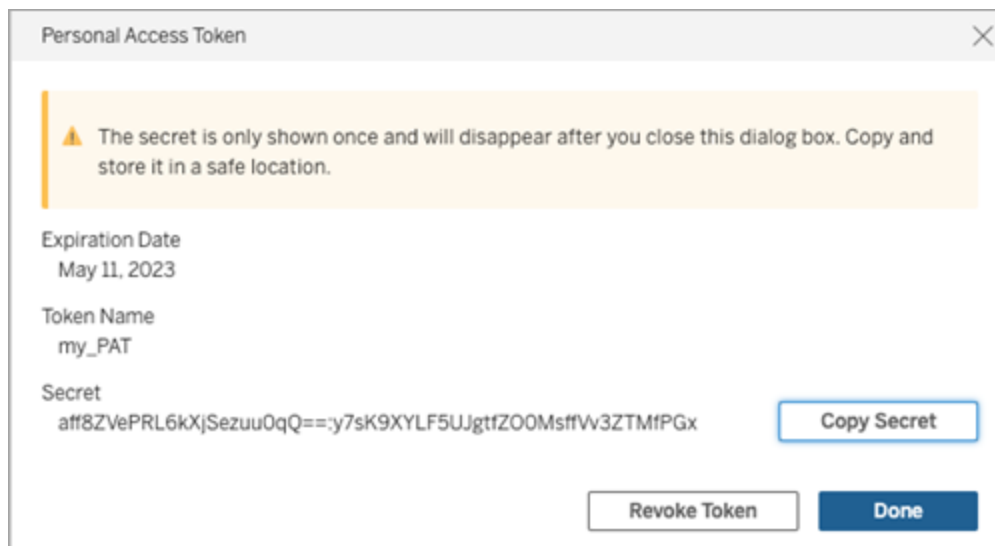 Personal Access Token
The secret is only shown once and will disappear after you close this dialog box. Copy and
store it in a safe location.
Expiration Date
May 11, 2023
Token Name
my_PAT
Secret
aff8ZVePRL6kXjSezuu0qQ==:y7sK9XYLF5UJgtfZO0MsffVv3ZTMfPGx
Copy Secret
Revoke Token
Done